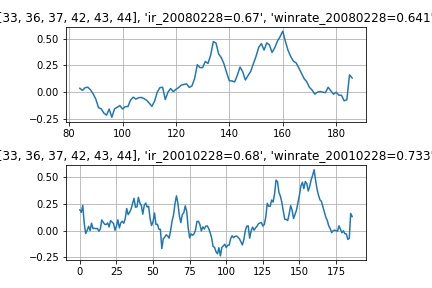 [33, 36, 37, 42, 43, 44], 'ir_20080228=0.67', 'winrate_20080228=0.641'
0.50
0.25
0.00
−0.25
80 100 120 140 160 180
[33, 36, 37, 42, 43, 44], 'ir_20010228=0.68', 'winrate_20010228=0.733'
0.50
0.25
0.00
−0.25
0 25 50 75 100 125 150 175